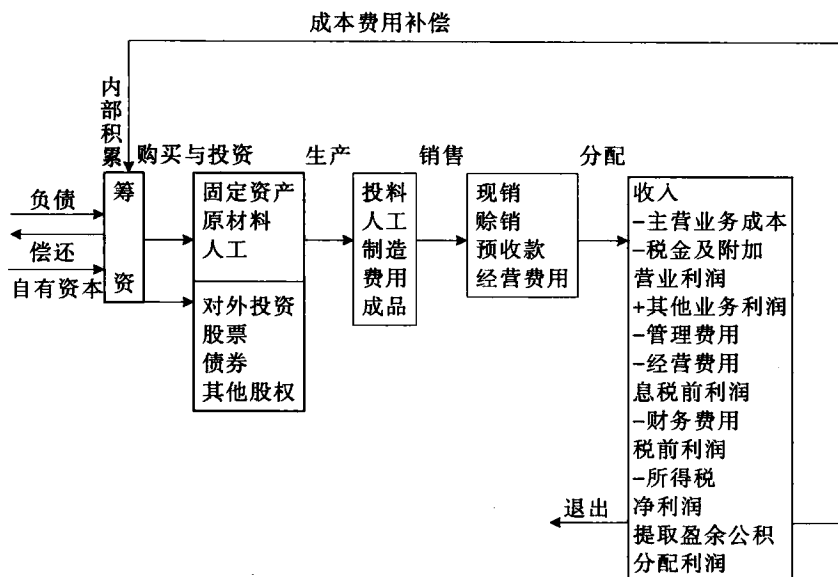 成本费用补偿
内部积累
购买与投资
生产
销售
分配
负债
偿还
自有资本
筹
资
固定资产
原材料
人工
对外投资
股票
债券
其他股权
投料
人工
制造
费用
成品
现销
赊销
预收款
经营费用
收入
-主营业务成本
-税金及附加
营业利润
+其他业务利润
-管理费用
-经营费用
息税前利润
-财务费用
税前利润
-所得税
净利润
提取盈余公积
分配利润
退出